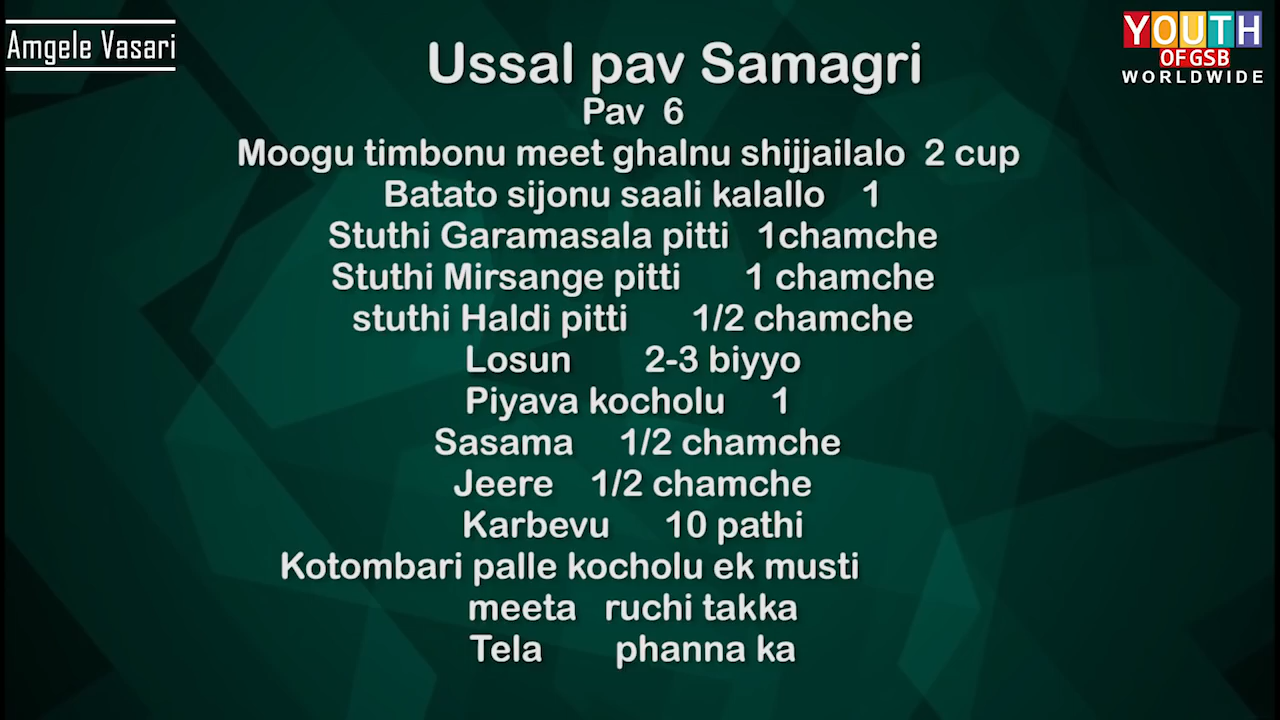 Amgele Vasari
YOUTH
OF GSB
WORLDWIDE
Ussal pav Samagri
Pav 6
Moogu timbonu meet ghalnu shijjailalo 2 cup
Batato sijonu saali kalallo 1
Stuthi Garamasala pitti 1chamche
Stuthi Mirsange pitti 1 chamche
stuthi Haldi pitti 1/2 chamche
Losun 2-3 biyyo
Piyava kocholu 1
Sasama 1/2 chamche
Jeere 1/2 chamche
Karbevu 10 pathi
Kotombari palle kocholu ek musti
meeta ruchi takka
Tela phanna ka